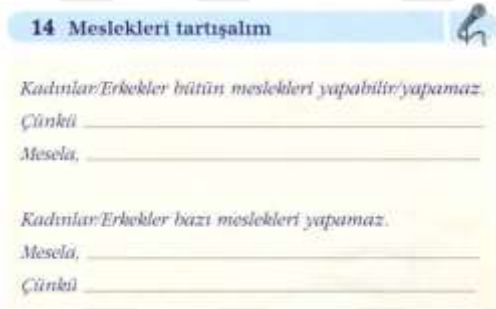 14 Meslekleri tartışalım
Kadınlar/Erkekler bütün meslekleri yapabilir/yapamaz.
Çünkü
Mesela,
Kadınlar/Erkekler bazı meslekleri yapamaz.
Mesela,
Çünkü